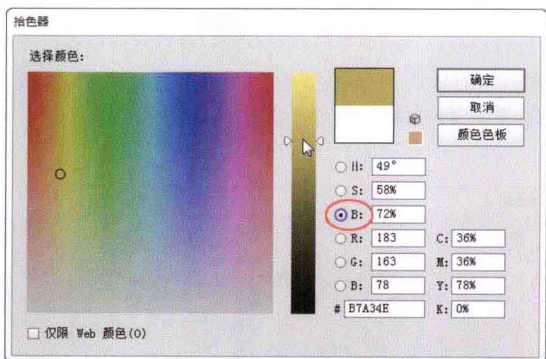 拾色器
选择颜色:
确定
取消
颜色色板
H: 49°
S: 58%
B: 72%
R: 183 C: 36%
G: 163 M: 36%
B: 78 Y: 78%
# B7A34E K: 0%
仅限 Web 颜色(O)